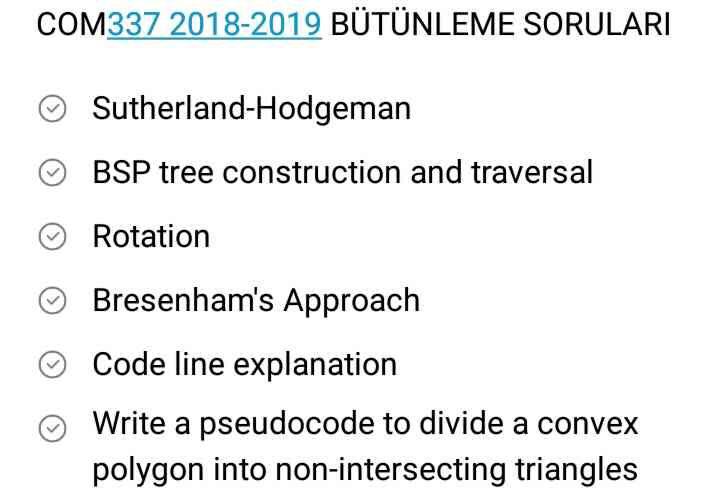 COM337 2018-2019 BÜTÜNLEME SORULARI
Sutherland-Hodgeman
BSP tree construction and traversal
Rotation
Bresenham's Approach
Code line explanation
Write a pseudocode to divide a convex
polygon into non-intersecting triangles